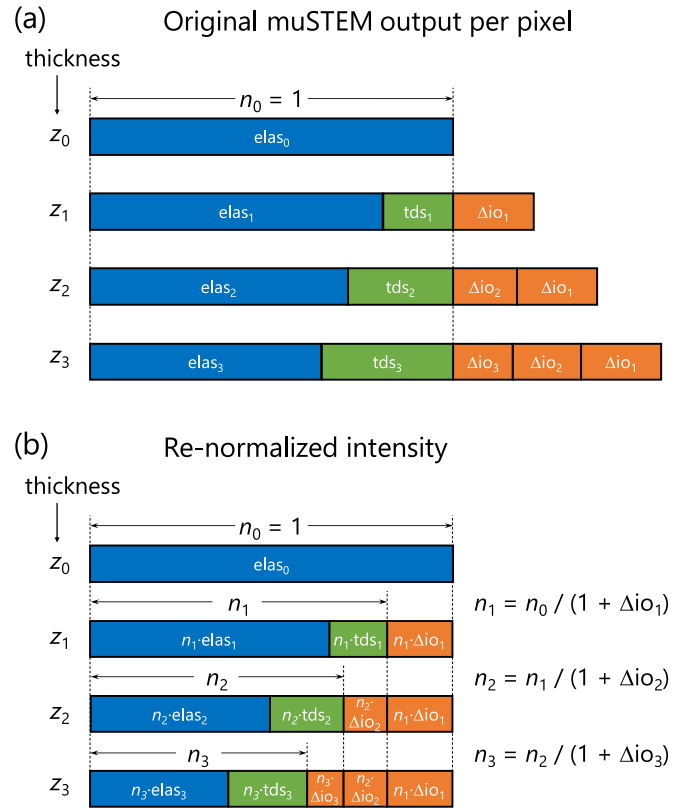 (a) Original muSTEM output per pixel
thickness
n₀ = 1
z₀ elas₀
z₁ elas₁ tds₁ Δio₁
z₂ elas₂ tds₂ Δio₂ Δio₁
z₃ elas₃ tds₃ Δio₃ Δio₂ Δio₁
(b) Re-normalized intensity
thickness
n₀ = 1
z₀ elas₀
n₁ n₁ = n₀ / (1 + Δio₁)
z₁ n₁·elas₁ n₁·tds₁ n₁·Δio₁
n₂ n₂ = n₁ / (1 + Δio₂)
z₂ n₂·elas₂ n₂·tds₂ n₂·Δio₂ n₁·Δio₁
n₃ n₃ = n₂ / (1 + Δio₃)
z₃ n₃·elas₃ n₃·tds₃ n₃·Δio₃ n₂·Δio₂ n₁·Δio₁